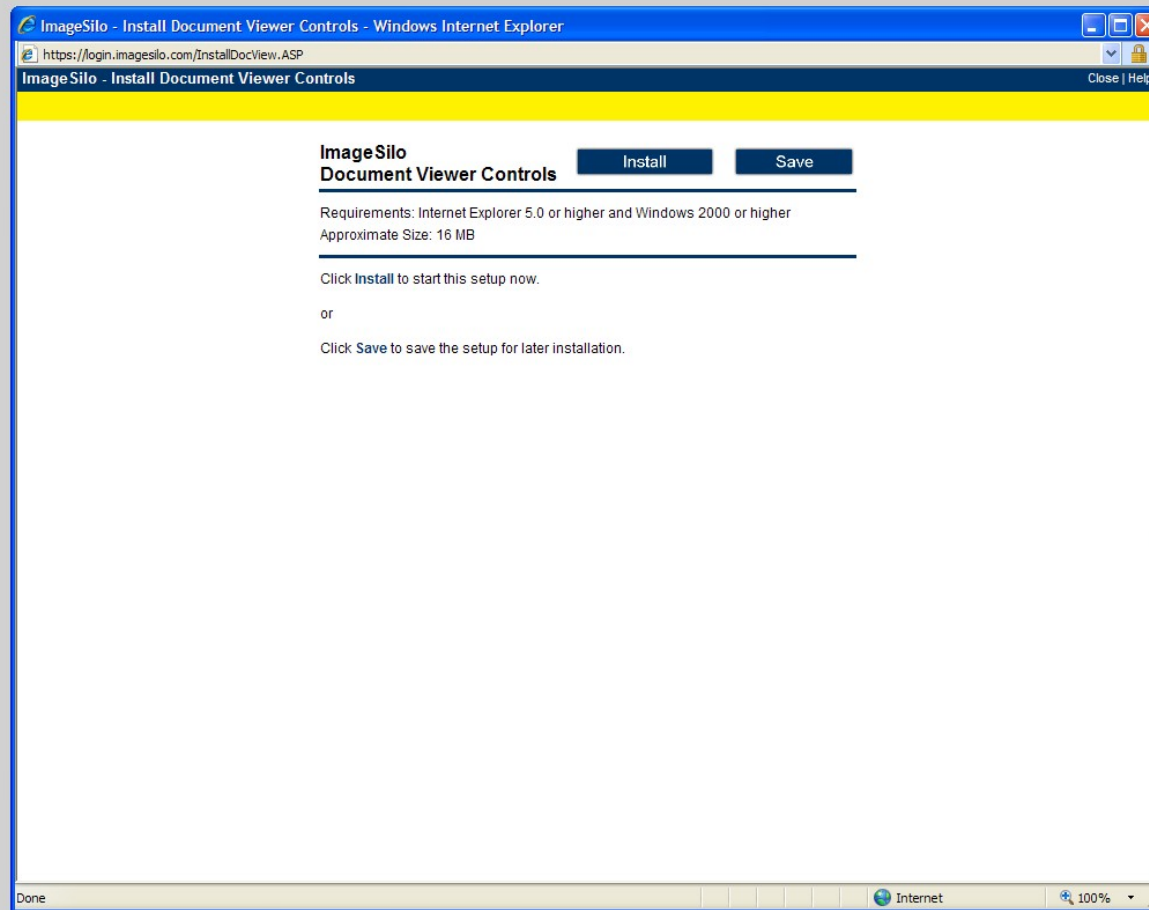 ImageSilo - Install Document Viewer Controls - Windows Internet Explorer
https://login.imagesilo.com/InstallDocView.ASP
ImageSilo - Install Document Viewer Controls
Close | Help
ImageSilo
Document Viewer Controls
Install
Save
Requirements: Internet Explorer 5.0 or higher and Windows 2000 or higher
Approximate Size: 16 MB
Click Install to start this setup now.
or
Click Save to save the setup for later installation.
Done
Internet
100%